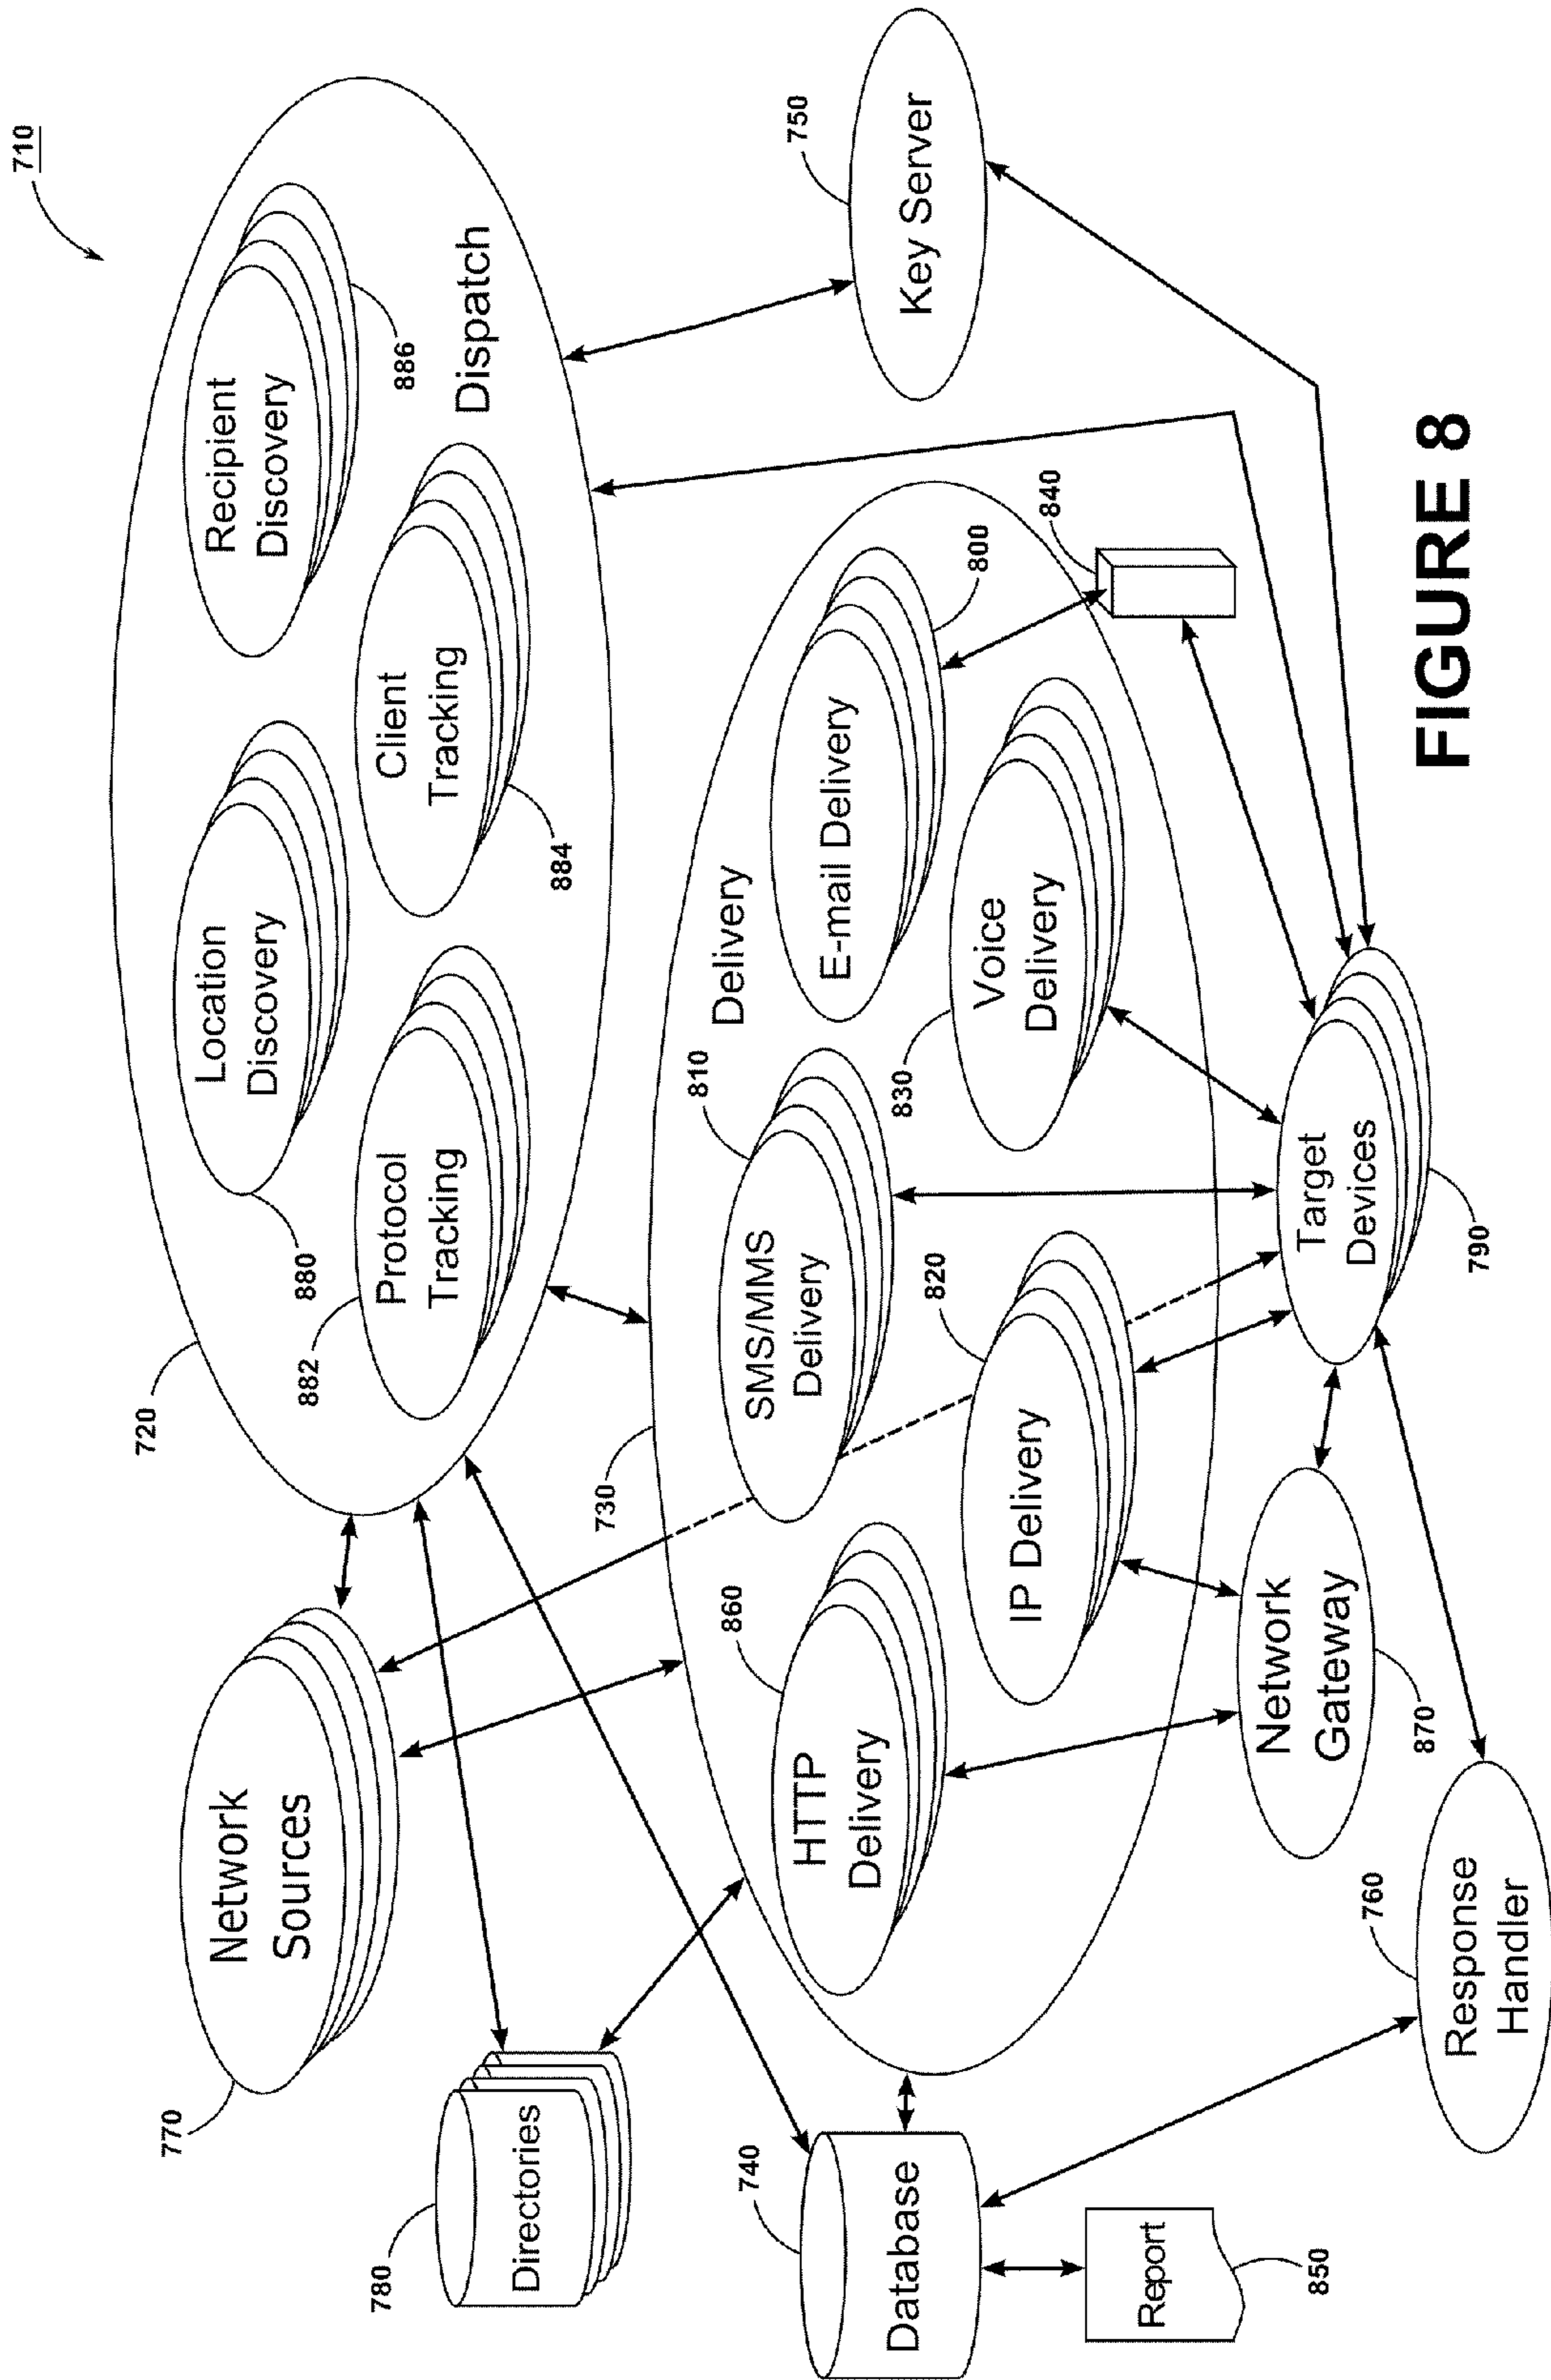 710
Recipient
Discovery
886
Dispatch
Location
Discovery
880
Client
Tracking
884
Protocol
Tracking
882
720
750
Key Server
Network
Sources
770
Directories
780
Delivery
730
E-mail Delivery
800
840
SMS/MMS
Delivery
810
Voice
Delivery
830
IP Delivery
820
HTTP
Delivery
860
Database
740
Report
850
Target
Devices
790
Network
Gateway
870
Response
Handler
760
FIGURE 8